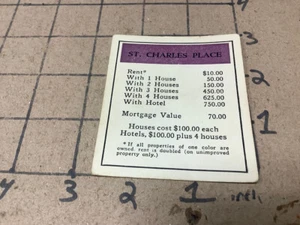 ST. CHARLES PLACE
Rent* $10.00
With 1 House 50.00
With 2 Houses 150.00
With 3 Houses 450.00
With 4 Houses 625.00
With Hotel 750.00
Mortgage Value 70.00
Houses cost $100.00 each
Hotels, $100.00 plus 4 houses
* If all properties of one color are
owned, rent is doubled (on unimproved
property only.)
2
1
4
3
2
1
inch